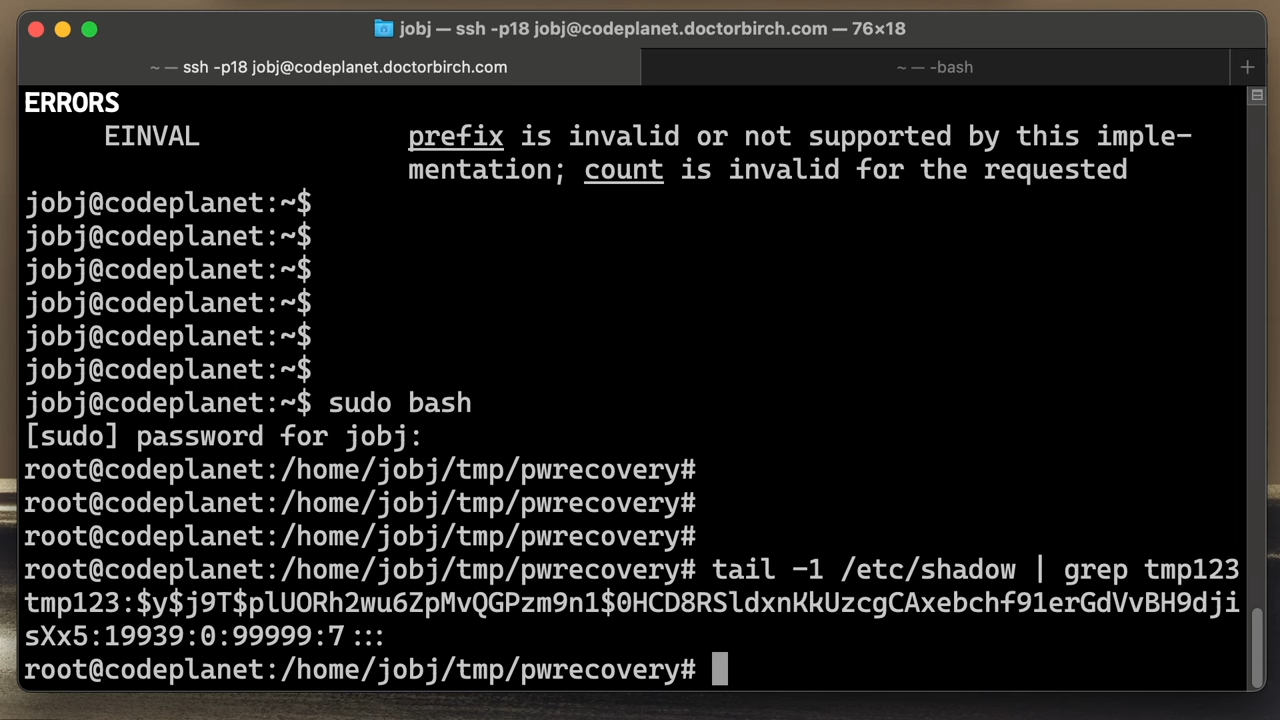 jobj — ssh -p18 jobj@codeplanet.doctorbirch.com — 76×18
~ — ssh -p18 jobj@codeplanet.doctorbirch.com
~ — -bash
+
ERRORS
EINVAL prefix is invalid or not supported by this imple-
mentation; count is invalid for the requested
jobj@codeplanet:~$
jobj@codeplanet:~$
jobj@codeplanet:~$
jobj@codeplanet:~$
jobj@codeplanet:~$
jobj@codeplanet:~$
jobj@codeplanet:~$ sudo bash
[sudo] password for jobj:
root@codeplanet:/home/jobj/tmp/pwrecovery#
root@codeplanet:/home/jobj/tmp/pwrecovery#
root@codeplanet:/home/jobj/tmp/pwrecovery#
root@codeplanet:/home/jobj/tmp/pwrecovery# tail -1 /etc/shadow | grep tmp123
tmp123:$y$j9T$plUORh2wu6ZpMvQGPzm9n1$0HCD8RSldxnKkUzcgCAxebchf91erGdVvBH9dji
sXx5:19939:0:99999:7:::
root@codeplanet:/home/jobj/tmp/pwrecovery#